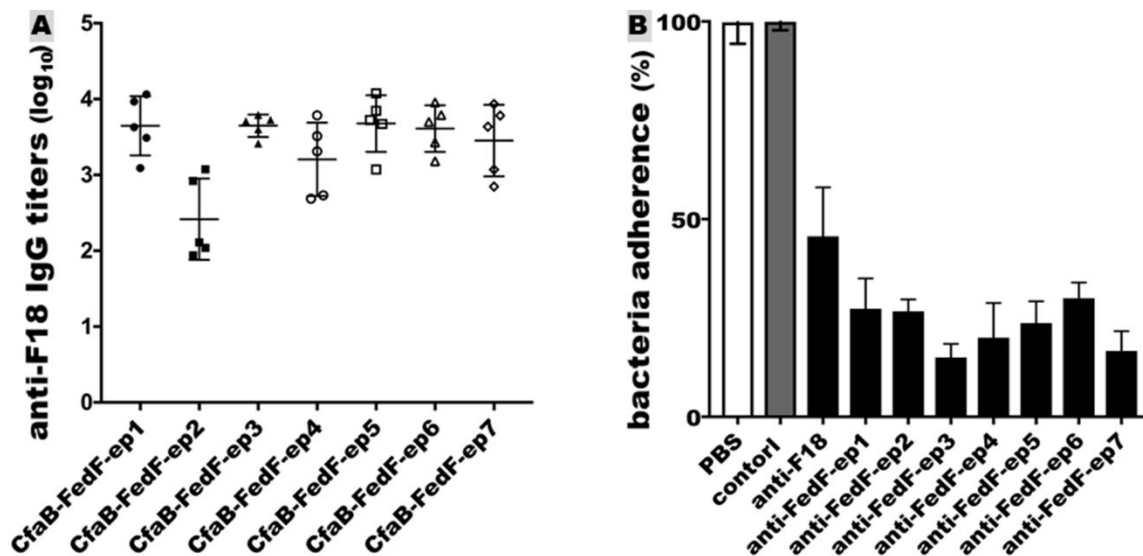 A
anti-F18 IgG titers (log10)
5
4
3
2
1
0
CfaB-FedF-ep1
CfaB-FedF-ep2
CfaB-FedF-ep3
CfaB-FedF-ep4
CfaB-FedF-ep5
CfaB-FedF-ep6
CfaB-FedF-ep7
B
bacteria adherence (%)
100
50
0
PBS
contorl
anti-F18
anti-FedF-ep1
anti-FedF-ep2
anti-FedF-ep3
anti-FedF-ep4
anti-FedF-ep5
anti-FedF-ep6
anti-FedF-ep7